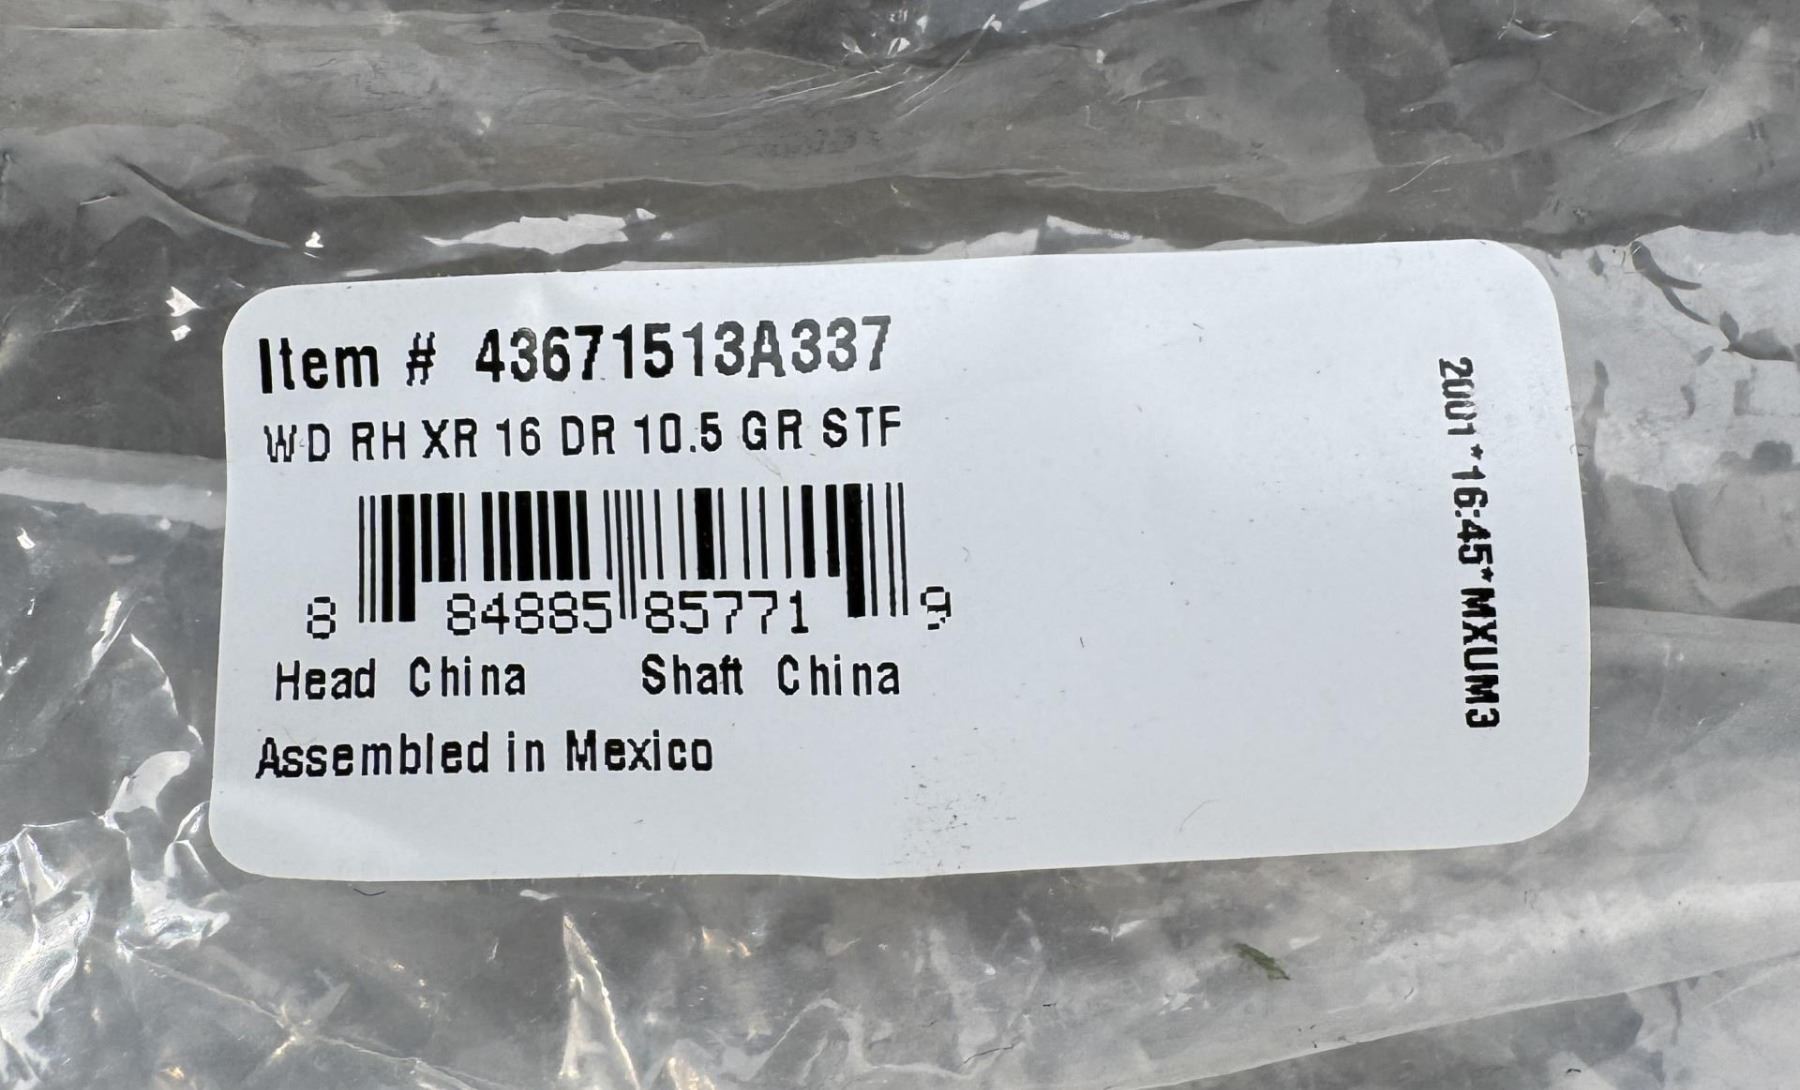 Item # 43671513A337
WD RH XR 16 DR 10.5 GR STF
8 84885 85771 9
Head China Shaft China
Assembled in Mexico
2001*16:45*MXUM3